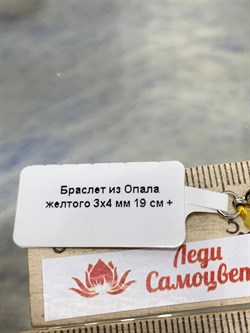 Браслет из Опала
желтого 3х4 мм 19 см +
Леди
Самоцвет